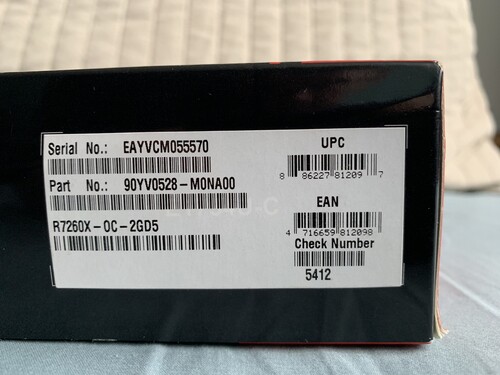 Serial No.: EAYVCM055570
Part No.: 90YV0528-M0NA00
R7260X-OC-2GD5
UPC
8 86227 81209 7
EAN
4 716659 812098
Check Number
5412